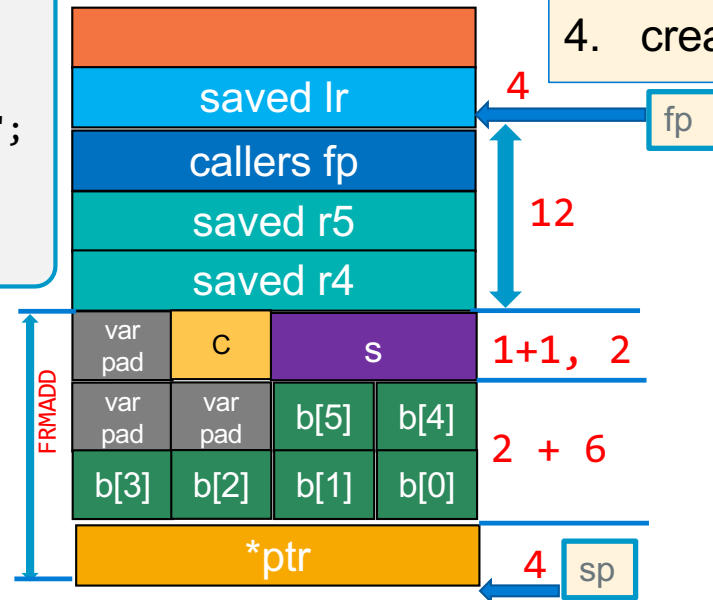 ";
4. crea
saved lr
4
fp
callers fp
saved r5
12
saved r4
var pad
C
s
1+1, 2
FRMADD
var pad
var pad
b[5]
b[4]
2 + 6
b[3]
b[2]
b[1]
b[0]
*ptr
4
sp